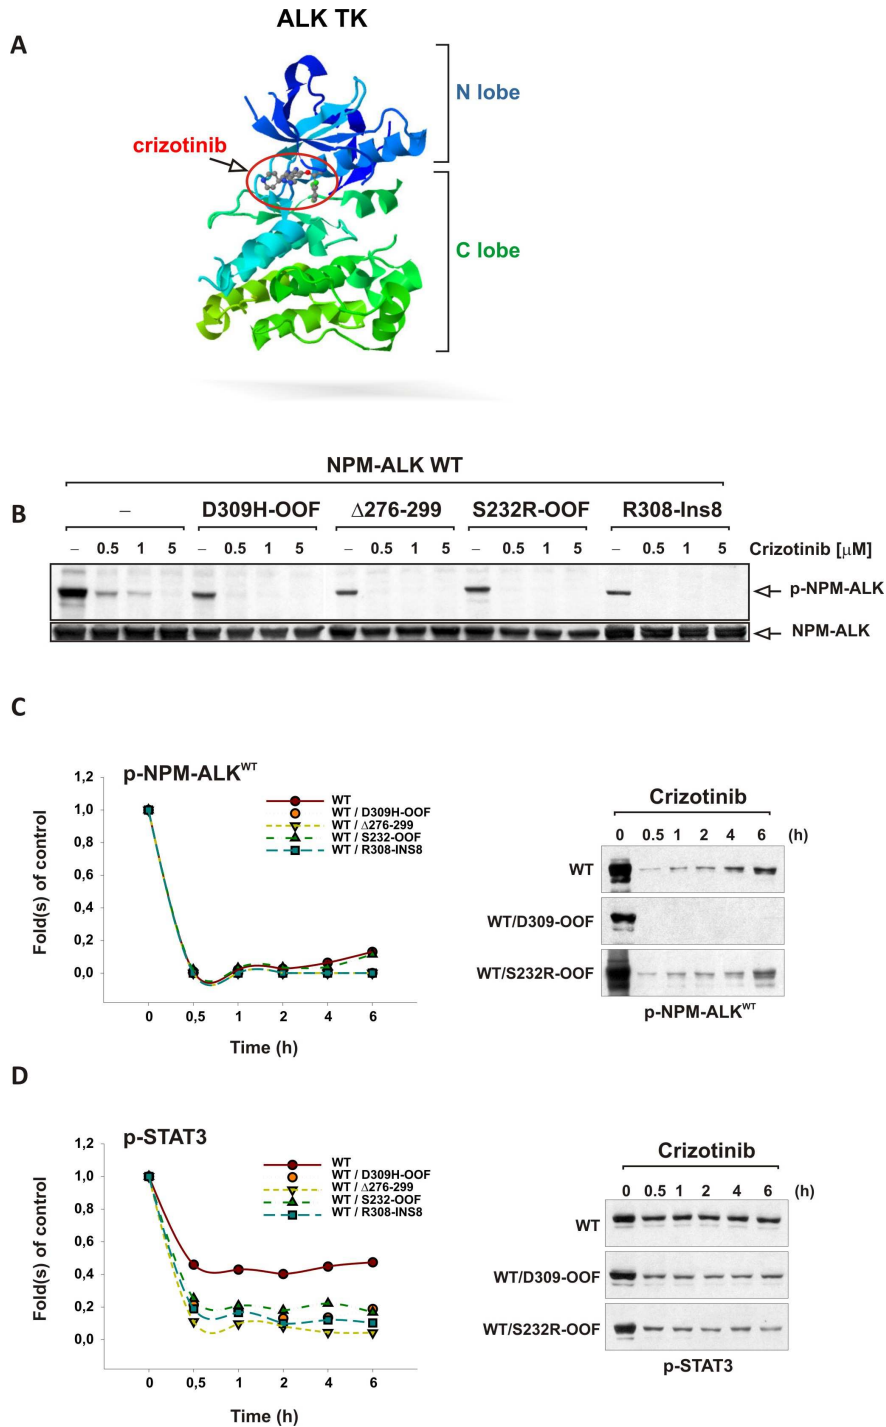 ALK TK
A
N lobe
crizotinib
C lobe
NPM-ALK WT
B
– D309H-OOF Δ276-299 S232R-OOF R308-Ins8
– 0.5 1 5 – 0.5 1 5 – 0.5 1 5 – 0.5 1 5 – 0.5 1 5 Crizotinib [µM]
p-NPM-ALK
NPM-ALK
C
p-NPM-ALK^WT
1,2
1,0
0,8
0,6
0,4
0,2
0,0
Fold(s) of control
WT
WT / D309H-OOF
WT / Δ276-299
WT / S232-OOF
WT / R308-INS8
0 0,5 1 2 4 6
Time (h)
Crizotinib
0 0.5 1 2 4 6 (h)
WT
WT/D309-OOF
WT/S232R-OOF
p-NPM-ALK^WT
D
p-STAT3
1,2
1,0
0,8
0,6
0,4
0,2
0,0
Fold(s) of control
WT
WT / D309H-OOF
WT / Δ276-299
WT / S232-OOF
WT / R308-INS8
0 0,5 1 2 4 6
Time (h)
Crizotinib
0 0.5 1 2 4 6 (h)
WT
WT/D309-OOF
WT/S232R-OOF
p-STAT3